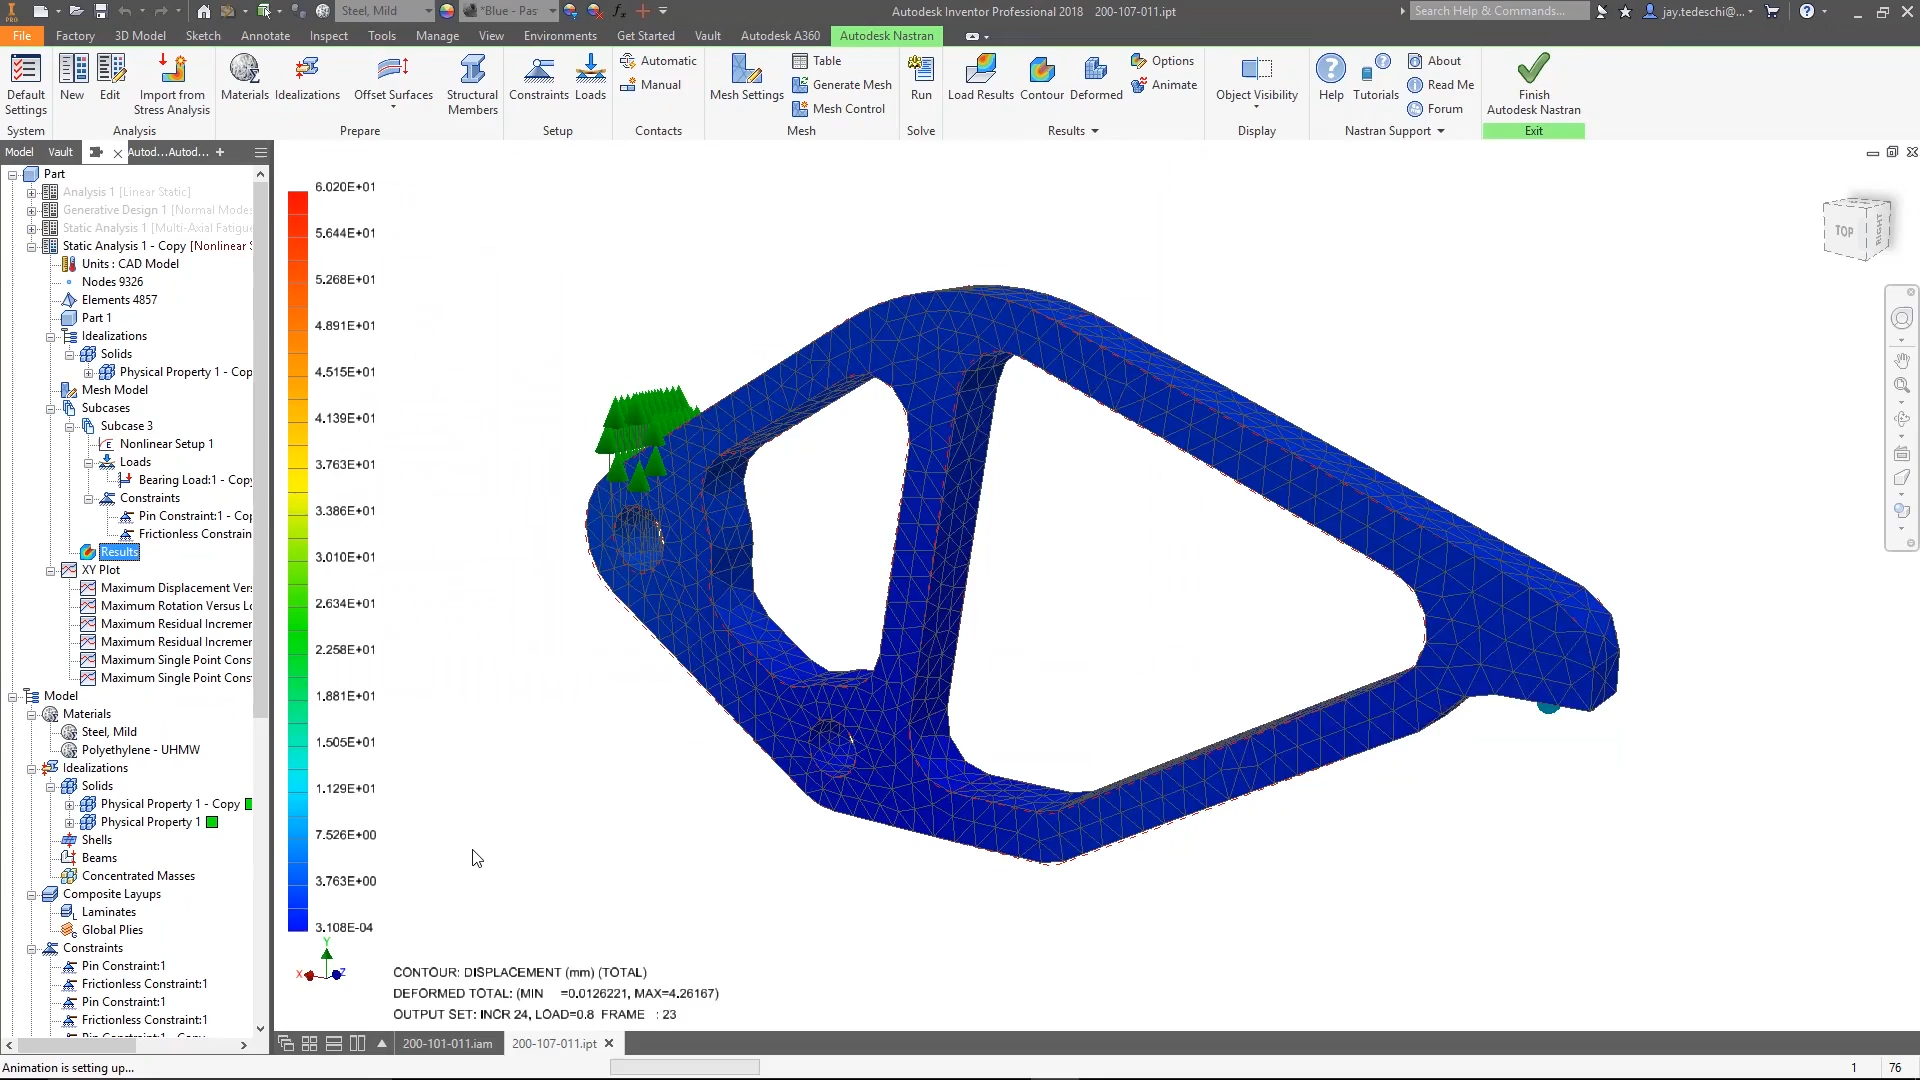 Steel, Mild
*Blue - Pas
Autodesk Inventor Professional 2018 200-107-011.ipt
Search Help & Commands...
jay.tedeschi@...
PRO
File Factory 3D Model Sketch Annotate Inspect Tools Manage View Environments Get Started Vault Autodesk A360 Autodesk Nastran
Default Settings
New
Edit
Import from Stress Analysis
Materials
Idealizations
Offset Surfaces
Structural Members
Constraints
Loads
Automatic
Manual
Mesh Settings
Table
Generate Mesh
Mesh Control
Run
Load Results
Contour
Deformed
Options
Animate
Object Visibility
Help
Tutorials
About
Read Me
Forum
Finish Autodesk Nastran
System Analysis Prepare Setup Contacts Mesh Solve Results Display Nastran Support Exit
Model Vault Autod...Autod... +
Part
Analysis 1 [Linear Static]
Generative Design 1 [Normal Mode:
Static Analysis 1 [Multi-Axial Fatigue
Static Analysis 1 - Copy [Nonlinear S
Units : CAD Model
Nodes 9326
Elements 4857
Part 1
Idealizations
Solids
Physical Property 1 - Cop
Mesh Model
Subcases
Subcase 3
Nonlinear Setup 1
Loads
Bearing Load:1 - Copy
Constraints
Pin Constraint:1 - Cop
Frictionless Constrain
Results
XY Plot
Maximum Displacement Ver
Maximum Rotation Versus Lo
Maximum Residual Incremer
Maximum Residual Incremer
Maximum Single Point Cons
Maximum Single Point Cons
Model
Materials
Steel, Mild
Polyethylene - UHMW
Idealizations
Solids
Physical Property 1 - Copy
Physical Property 1
Shells
Beams
Concentrated Masses
Composite Layups
Laminates
Global Plies
Constraints
Pin Constraint:1
Frictionless Constraint:1
Pin Constraint:1
Frictionless Constraint:1
6.020E+01
5.644E+01
5.268E+01
4.891E+01
4.515E+01
4.139E+01
3.763E+01
3.386E+01
3.010E+01
2.634E+01
2.258E+01
1.881E+01
1.505E+01
1.129E+01
7.526E+00
3.763E+00
3.108E-04
TOP
RIGHT
Y
X
Z
CONTOUR: DISPLACEMENT (mm) (TOTAL)
DEFORMED TOTAL: (MIN =0.0126221, MAX=4.26167)
OUTPUT SET: INCR 24, LOAD=0.8 FRAME : 23
200-101-011.iam 200-107-011.ipt
Animation is setting up...
1 76